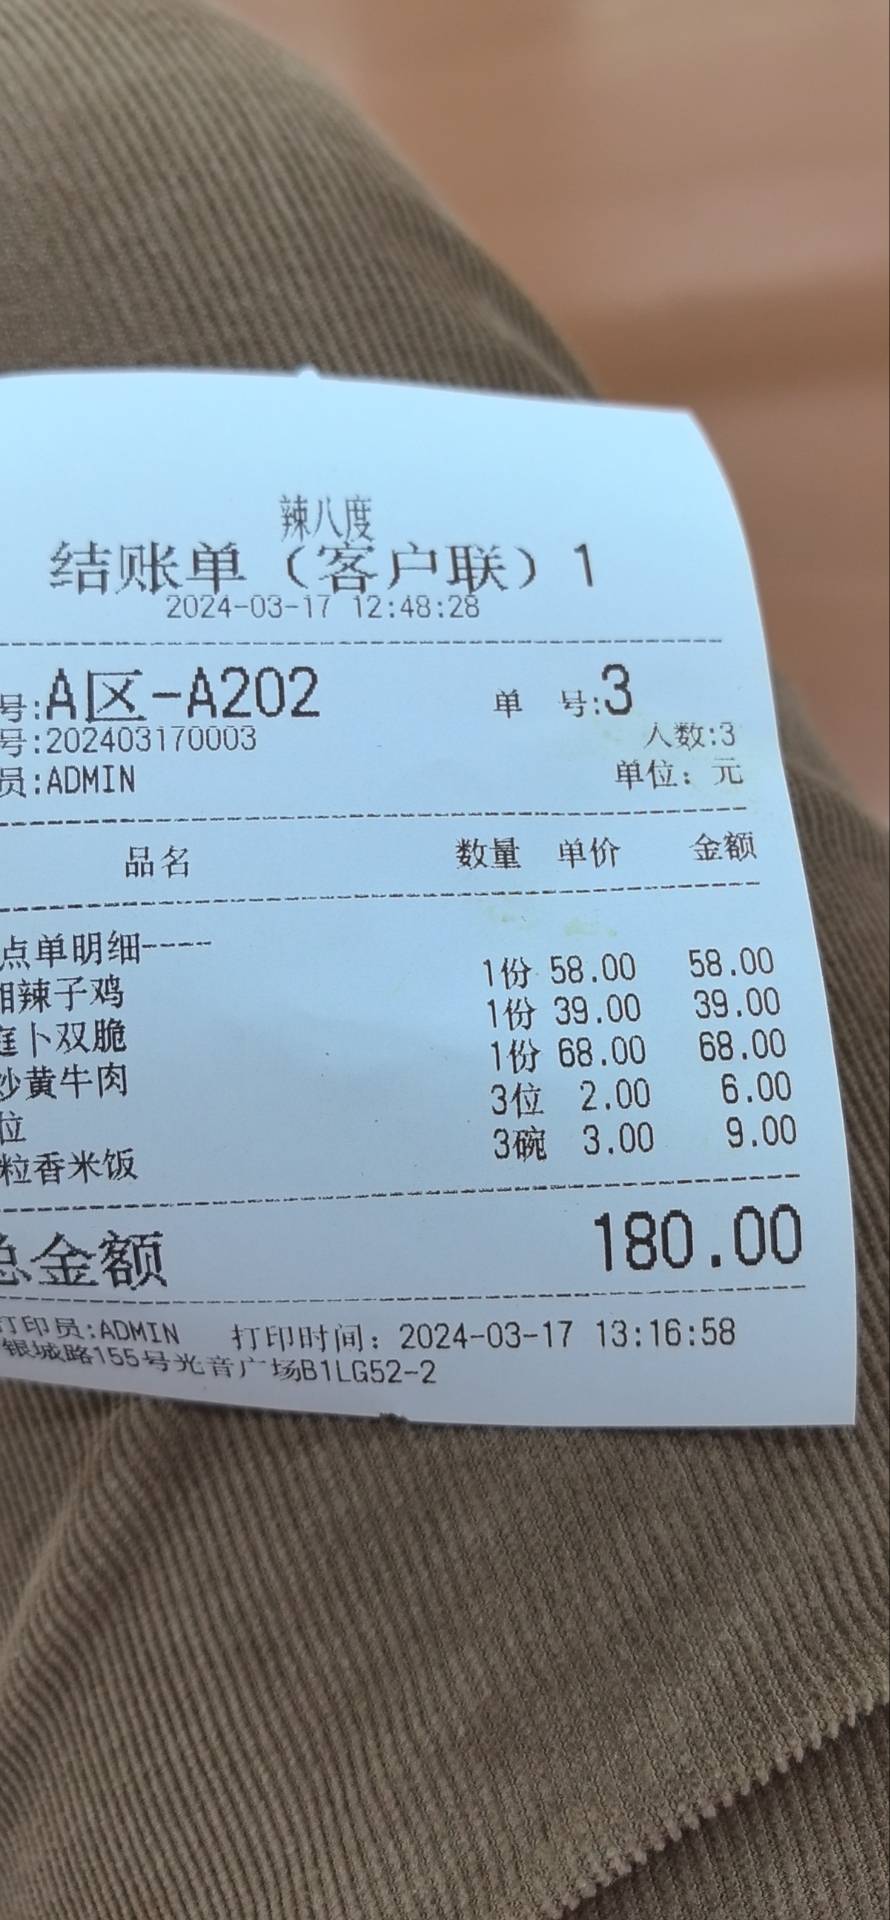 辣八度
结账单（客户联）1
2024-03-17 12:48:28
号:A区-A202 单 号:3
号:202403170003 人数:3
员:ADMIN 单位：元
品名 数量 单价 金额
点单明细----
辣子鸡 1份 58.00 58.00
卜双脆 1份 39.00 39.00
炒黄牛肉 1份 68.00 68.00
位 3位 2.00 6.00
粒香米饭 3碗 3.00 9.00
总金额 180.00
打印员:ADMIN 打印时间：2024-03-17 13:16:58
银城路155号光音广场B1LG52-2